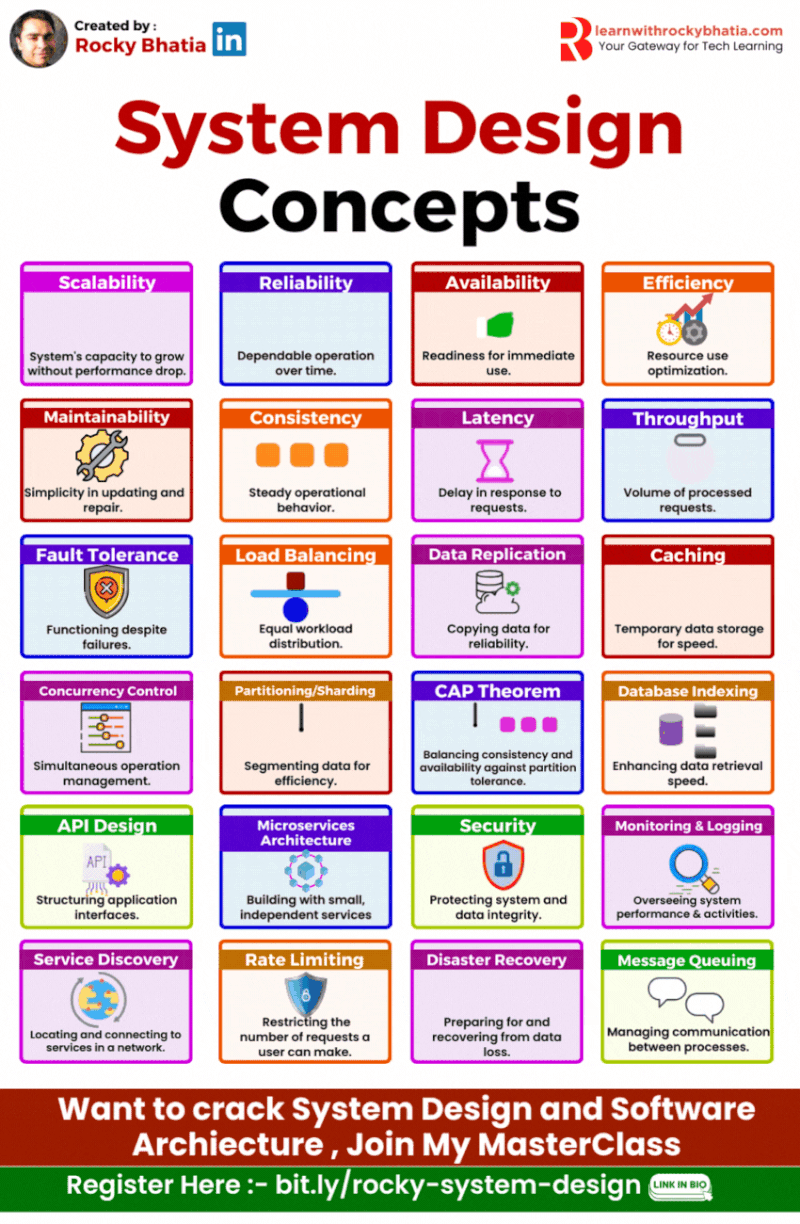 Created by :
Rocky Bhatia in
R learnwithrockybhatia.com
Your Gateway for Tech Learning
System Design
Concepts
Scalability
System's capacity to grow
without performance drop.
Reliability
Dependable operation
over time.
Availability
Readiness for immediate
use.
Efficiency
Resource use
optimization.
Maintainability
Simplicity in updating and
repair.
Consistency
Steady operational
behavior.
Latency
Delay in response to
requests.
Throughput
Volume of processed
requests.
Fault Tolerance
Functioning despite
failures.
Load Balancing
Equal workload
distribution.
Data Replication
Copying data for
reliability.
Caching
Temporary data storage
for speed.
Concurrency Control
Simultaneous operation
management.
Partitioning/Sharding
Segmenting data for
efficiency.
CAP Theorem
Balancing consistency and
availability against partition
tolerance.
Database Indexing
Enhancing data retrieval
speed.
API Design
API
Structuring application
interfaces.
Microservices
Architecture
Building with small,
independent services
Security
Protecting system and
data integrity.
Monitoring & Logging
Overseeing system
performance & activities.
Service Discovery
Locating and connecting to
services in a network.
Rate Limiting
Restricting the
number of requests a
user can make.
Disaster Recovery
Preparing for and
recovering from data
loss.
Message Queuing
Managing communication
between processes.
Want to crack System Design and Software
Archiecture , Join My MasterClass
Register Here :- bit.ly/rocky-system-design LINK IN BIO